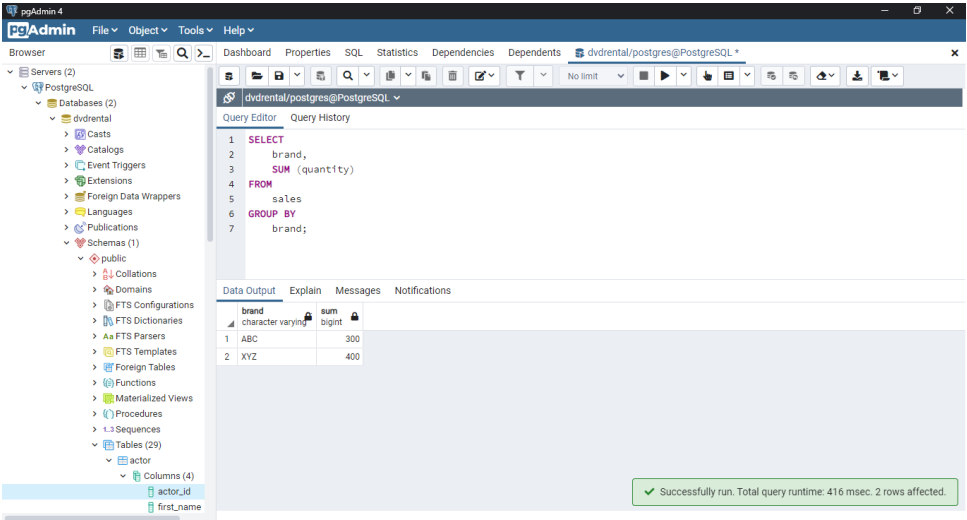 pgAdmin 4
pgAdmin File Object Tools Help
Browser
Dashboard Properties SQL Statistics Dependencies Dependents dvdrental/postgres@PostgreSQL *
Servers (2)
PostgreSQL
Databases (2)
dvdrental
Casts
Catalogs
Event Triggers
Extensions
Foreign Data Wrappers
Languages
Publications
Schemas (1)
public
Collations
Domains
FTS Configurations
FTS Dictionaries
Aa FTS Parsers
FTS Templates
Foreign Tables
Functions
Materialized Views
Procedures
1..3 Sequences
Tables (29)
actor
Columns (4)
actor_id
first_name
No limit
dvdrental/postgres@PostgreSQL
Query Editor Query History
1 SELECT
2 brand,
3 SUM (quantity)
4 FROM
5 sales
6 GROUP BY
7 brand;
Data Output Explain Messages Notifications
brand sum
character varying bigint
1 ABC 300
2 XYZ 400
Successfully run. Total query runtime: 416 msec. 2 rows affected.